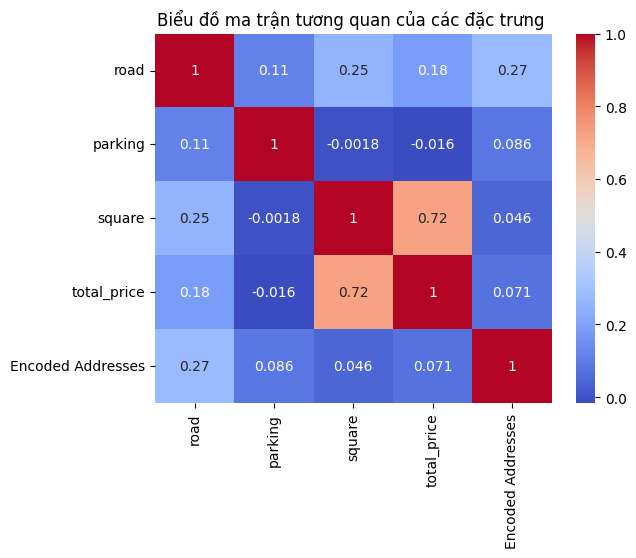 Biểu đồ ma trận tương quan của các đặc trưng
road
1
0.11
0.25
0.18
0.27
1.0
parking
0.11
1
-0.0018
-0.016
0.086
0.8
square
0.25
-0.0018
1
0.72
0.046
0.6
total_price
0.18
-0.016
0.72
1
0.071
0.4
Encoded Addresses
0.27
0.086
0.046
0.071
1
0.2
0.0
road
parking
square
total_price
Encoded Addresses